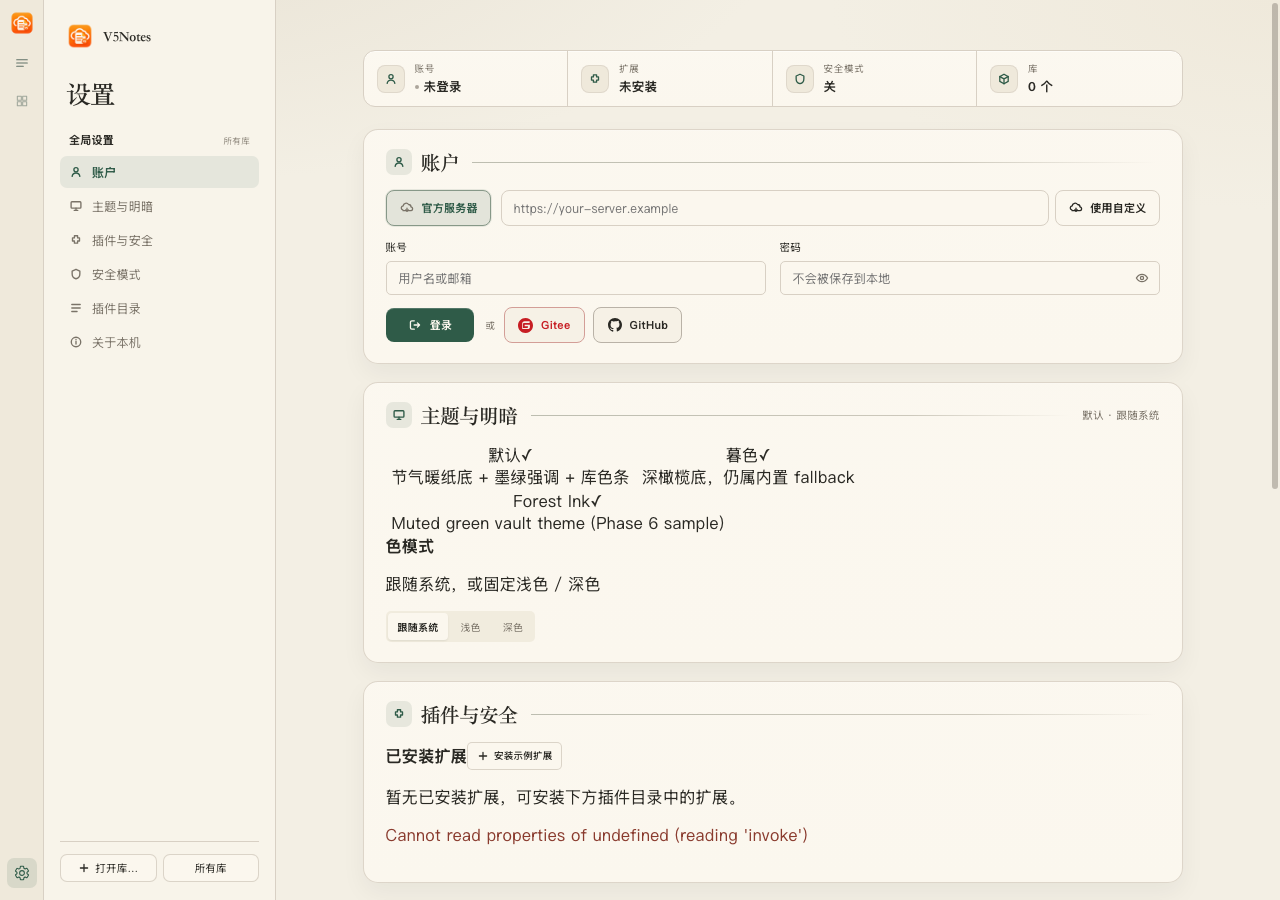 V5Notes
设置
全局设置
所有库
账户
主题与明暗
插件与安全
安全模式
插件目录
关于本机
打开库...
所有库
账号
未登录
扩展
未安装
安全模式
关
库
0 个
账户
官方服务器
https://your-server.example
使用自定义
账号
用户名或邮箱
密码
不会被保存到本地
登录
或
Gitee
GitHub
主题与明暗
默认 · 跟随系统
默认✓
节气暖纸底 + 墨绿强调 + 库色条
暮色✓
深橄榄底，仍属内置 fallback
Forest Ink✓
Muted green vault theme (Phase 6 sample)
色模式
跟随系统，或固定浅色 / 深色
跟随系统
浅色
深色
插件与安全
已安装扩展
安装示例扩展
暂无已安装扩展，可安装下方插件目录中的扩展。
Cannot read properties of undefined (reading 'invoke')